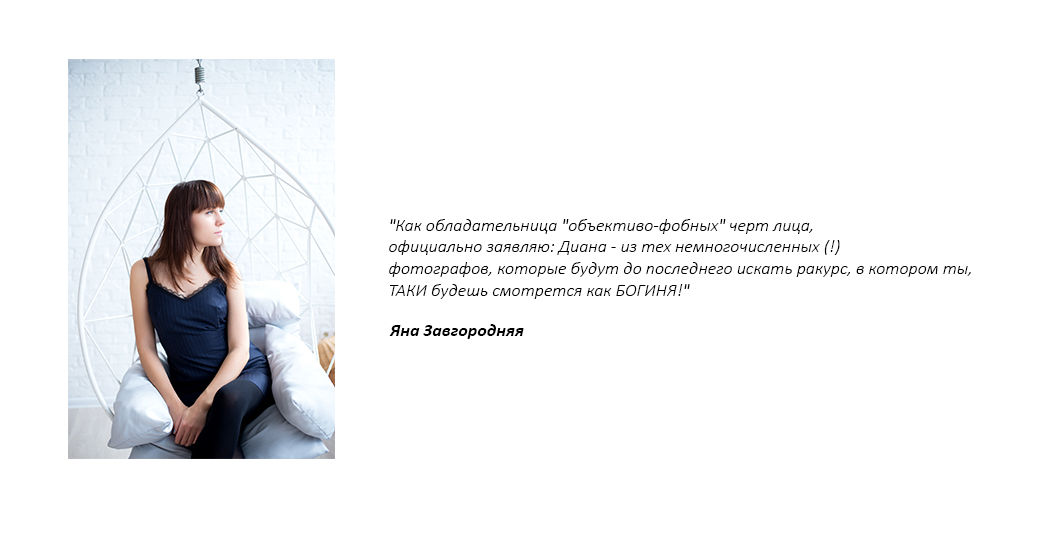 "Как обладательница "объективо-фобных" черт лица,
официально заявляю: Диана - из тех немногочисленных (!)
фотографов, которые будут до последнего искать ракурс, в котором ты,
ТАКИ будешь смотрется как БОГИНЯ!"
Яна Завгородняя